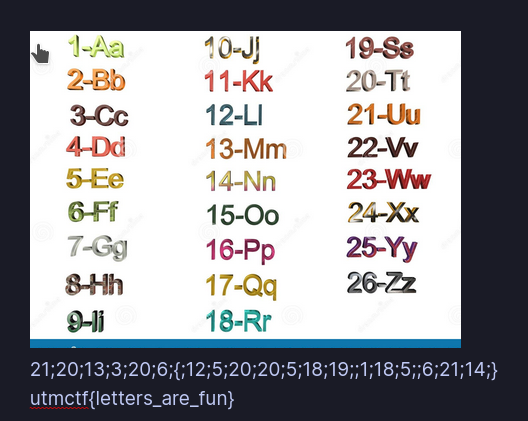 1-Aa
2-Bb
3-Cc
4-Dd
5-Ee
6-Ff
7-Gg
8-Hh
9-Ii
10-Jj
11-Kk
12-Ll
13-Mm
14-Nn
15-Oo
16-Pp
17-Qq
18-Rr
19-Ss
20-Tt
21-Uu
22-Vv
23-Ww
24-Xx
25-Yy
26-Zz
21;20;13;3;20;6;{;12;5;20;20;5;18;19;;1;18;5;;6;21;14;}
utmctf{letters_are_fun}